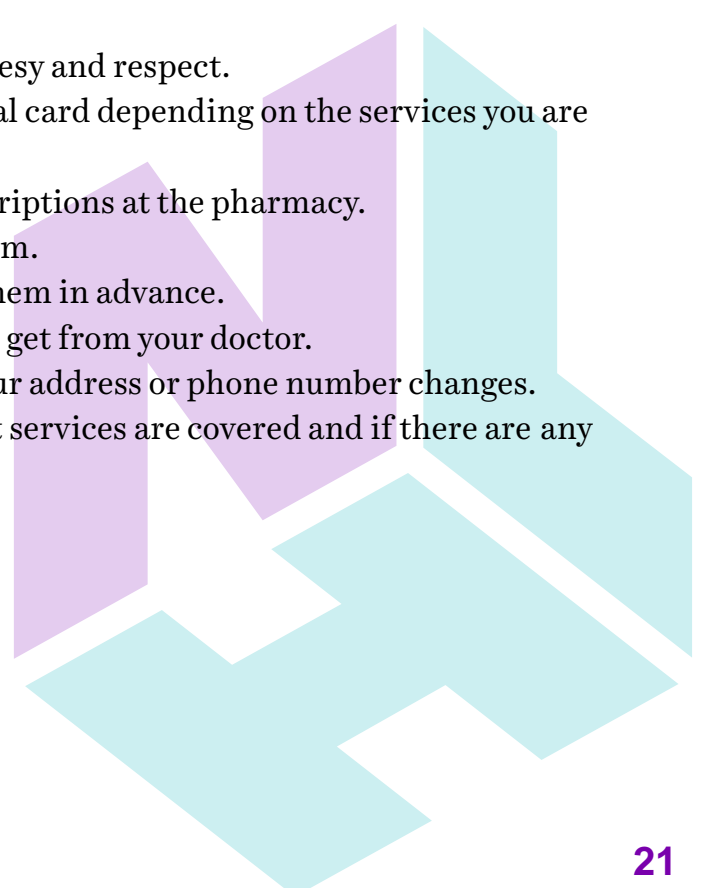 esy and respect.
al card depending on the services you are
riptions at the pharmacy.
m.
hem in advance.
get from your doctor.
ur address or phone number changes.
t services are covered and if there are any
21